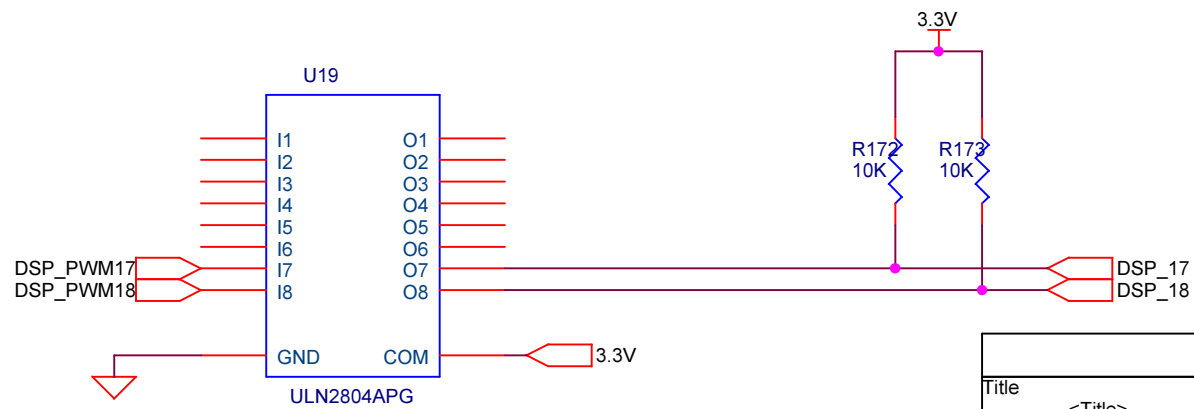 3.3V
U19
I1 O1
I2 O2
I3 O3
I4 O4
I5 O5
I6 O6
I7 O7
I8 O8
GND COM
ULN2804APG
DSP_PWM17
DSP_PWM18
R172
10K
R173
10K
DSP_17
DSP_18
3.3V
Title
<Title>